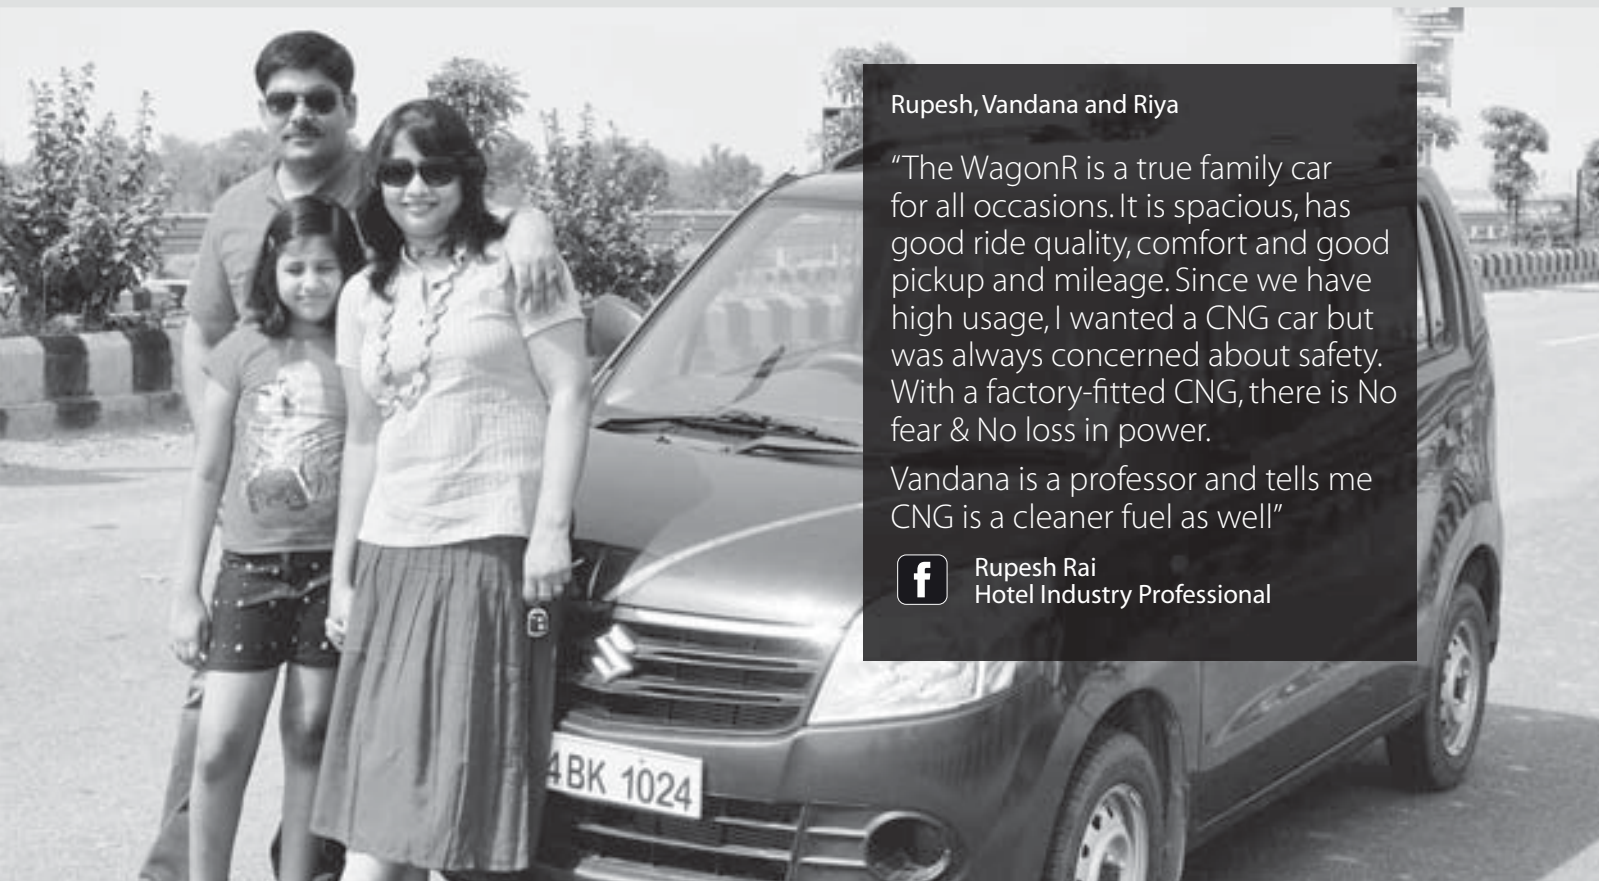 Rupesh, Vandana and Riya
“The WagonR is a true family car
for all occasions. It is spacious, has
good ride quality, comfort and good
pickup and mileage. Since we have
high usage, I wanted a CNG car but
was always concerned about safety.
With a factory-fitted CNG, there is No
fear & No loss in power.
Vandana is a professor and tells me
CNG is a cleaner fuel as well”
f
Rupesh Rai
Hotel Industry Professional
4BK 1024